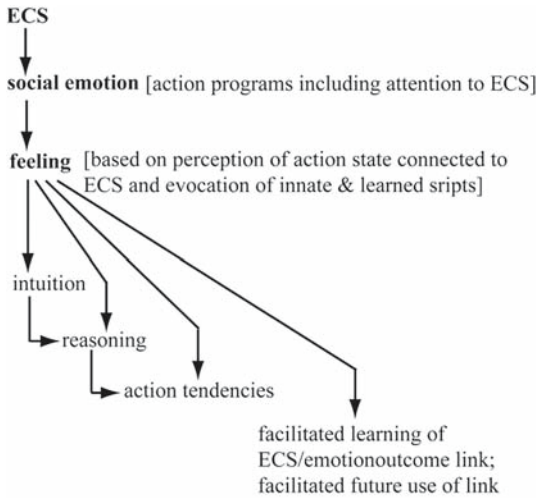 ECS
social emotion [action programs including attention to ECS]
feeling [based on perception of action state connected to
ECS and evocation of innate & learned sripts]
intuition
reasoning
action tendencies
facilitated learning of
ECS/emotionoutcome link;
facilitated future use of link